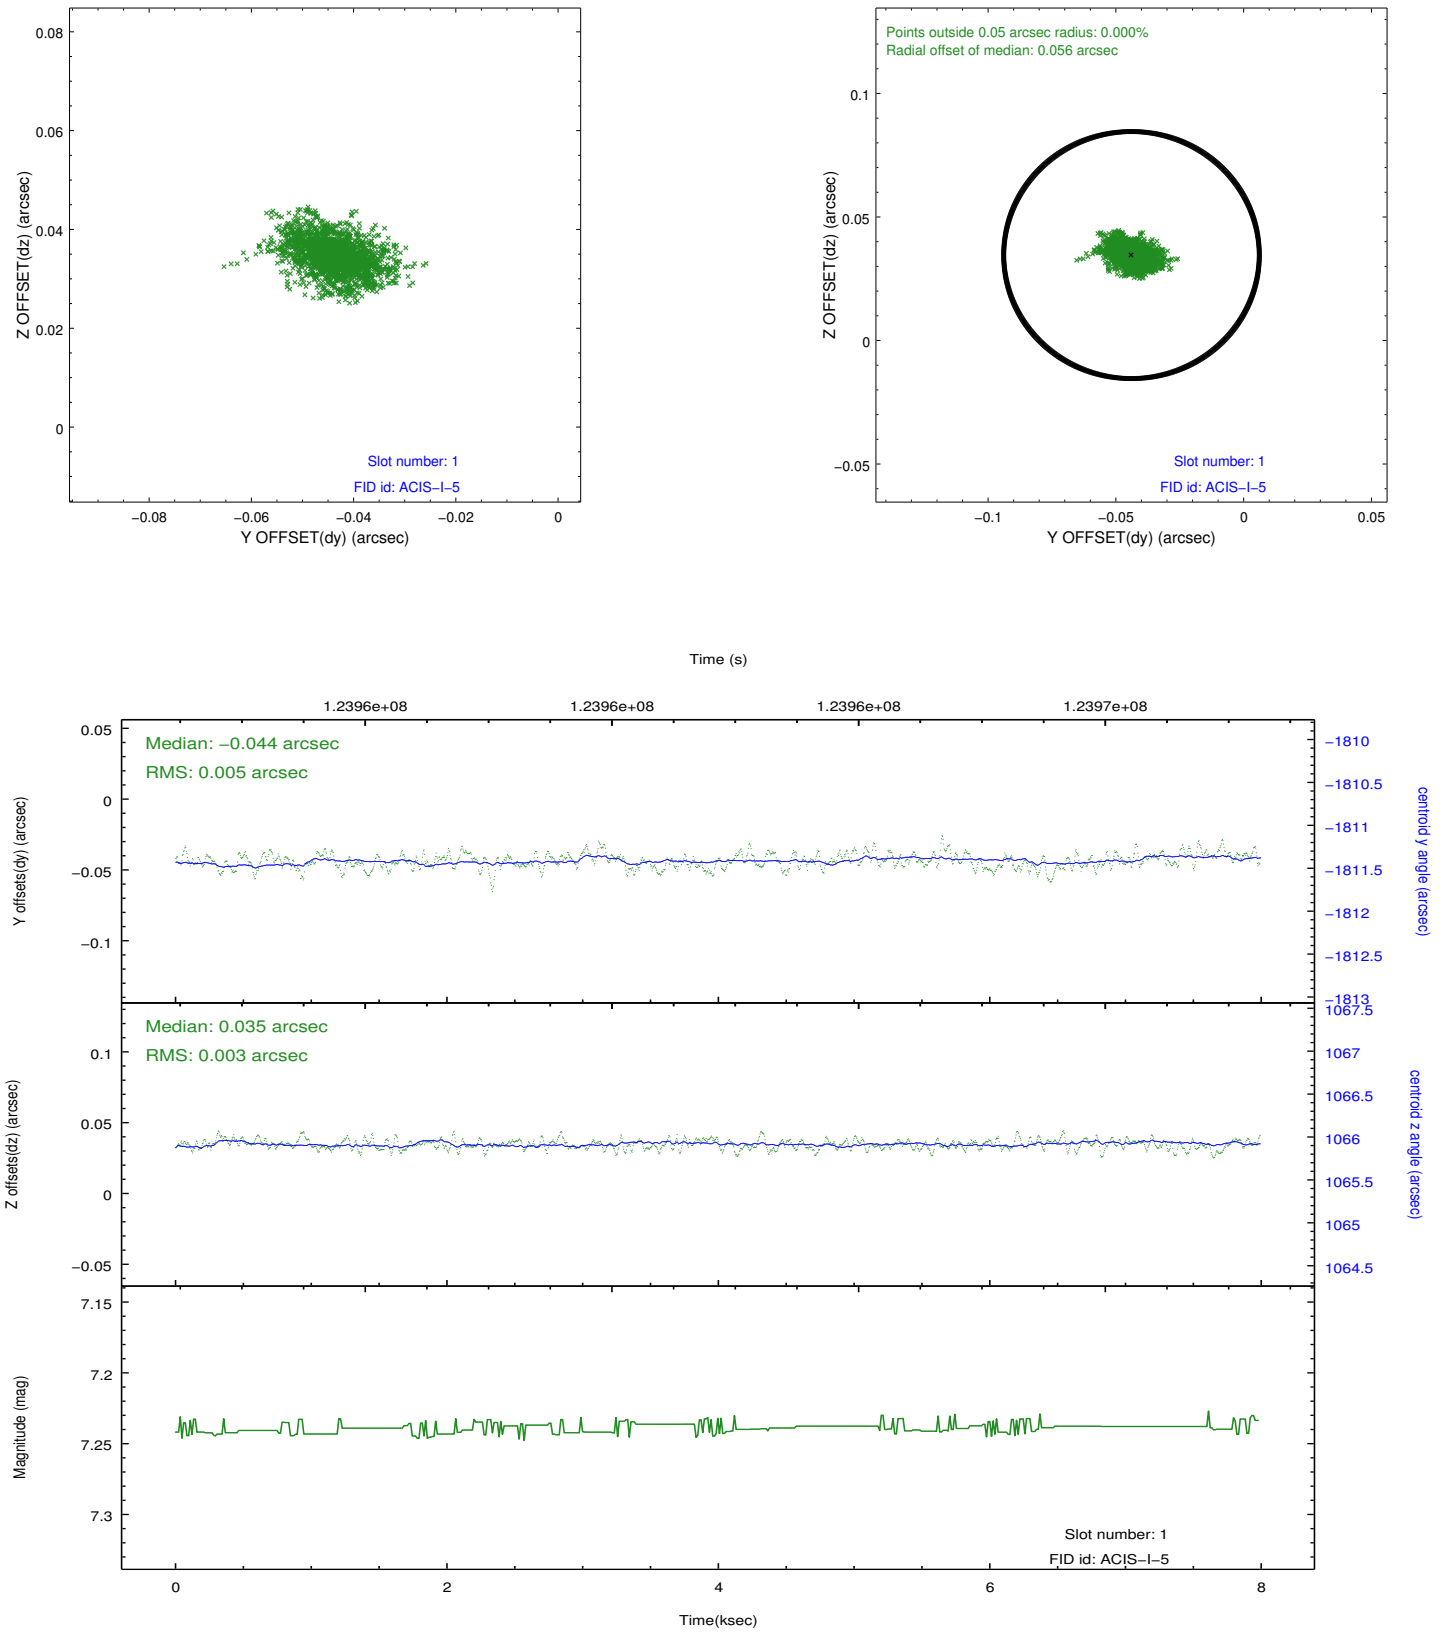 0.08
0.06
0.04
0.02
0
Z OFFSET(dz) (arcsec)
Slot number: 1
FID id: ACIS−I−5
−0.08 −0.06 −0.04 −0.02 0
Y OFFSET(dy) (arcsec)
Points outside 0.05 arcsec radius: 0.000%
Radial offset of median: 0.056 arcsec
0.1
0.05
0
−0.05
Z OFFSET(dz) (arcsec)
Slot number: 1
FID id: ACIS−I−5
−0.1 −0.05 0 0.05
Y OFFSET(dy) (arcsec)
Time (s)
1.2396e+08 1.2396e+08 1.2396e+08 1.2397e+08
Median: −0.044 arcsec
RMS: 0.005 arcsec
0.05
0
−0.05
−0.1
Y offsets(dy) (arcsec)
−1810
−1810.5
−1811
−1811.5
−1812
−1812.5
−1813
centroid y angle (arcsec)
Median: 0.035 arcsec
RMS: 0.003 arcsec
0.1
0.05
0
−0.05
Z offsets(dz) (arcsec)
1067.5
1067
1066.5
1066
1065.5
1065
1064.5
centroid z angle (arcsec)
7.15
7.2
7.25
7.3
Magnitude (mag)
Slot number: 1
FID id: ACIS−I−5
0 2 4 6 8
Time(ksec)